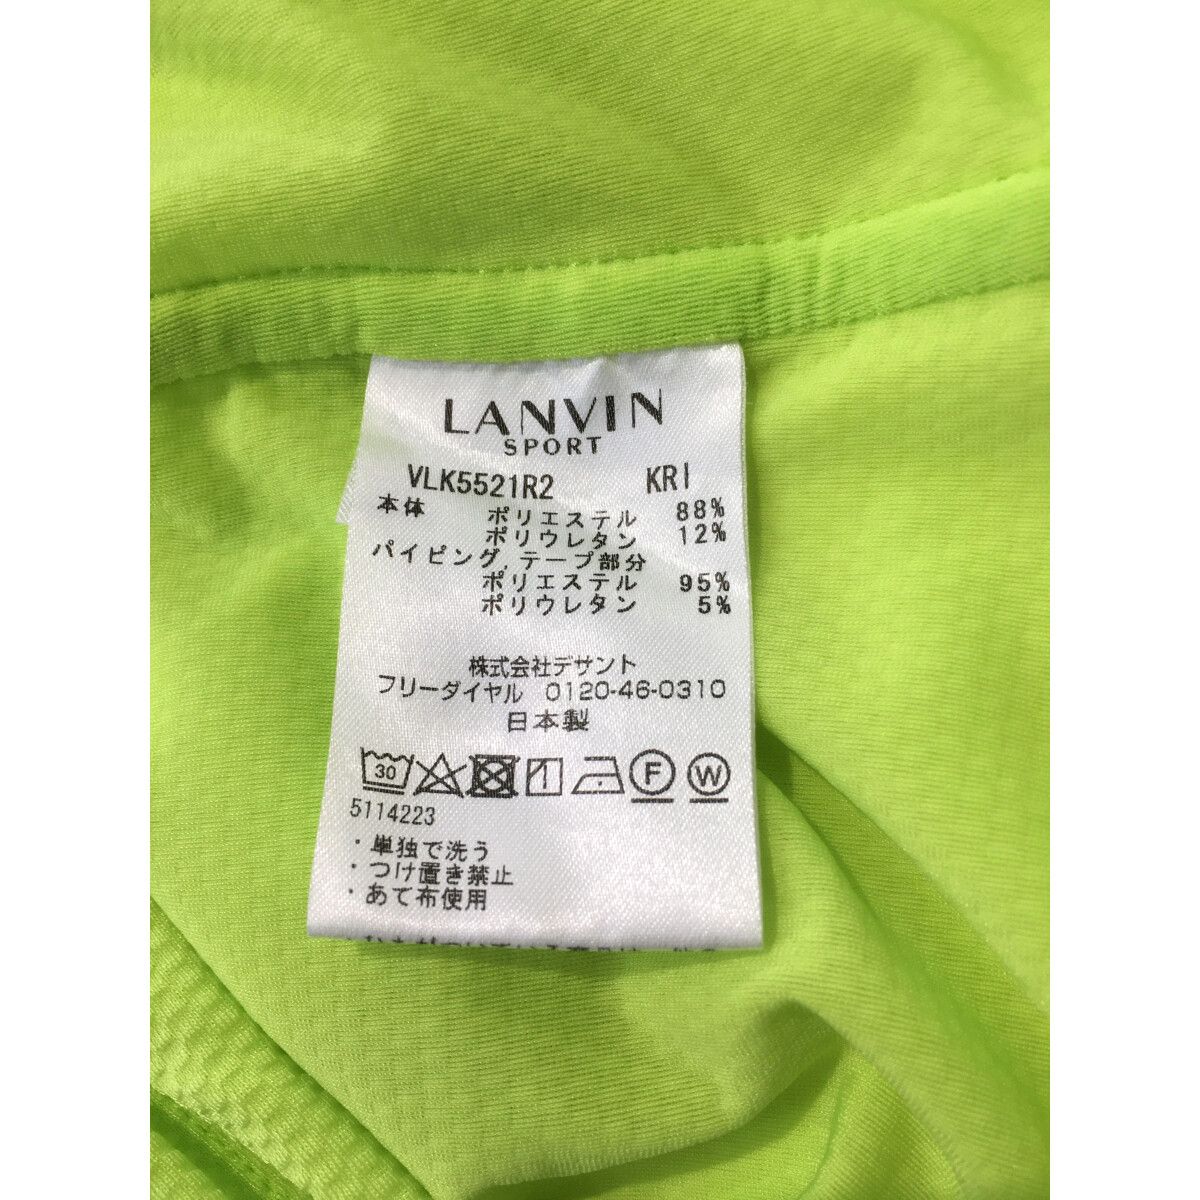 LANVIN
SPORT
VLK5521R2 KRI
本体 ポリエステル 88%
ポリウレタン 12%
パイピング,テープ部分
ポリエステル 95%
ポリウレタン 5%
株式会社デサント
フリーダイヤル 0120-46-0310
日本製
30 F W
5114223
・単独で洗う
・つけ置き禁止
・あて布使用